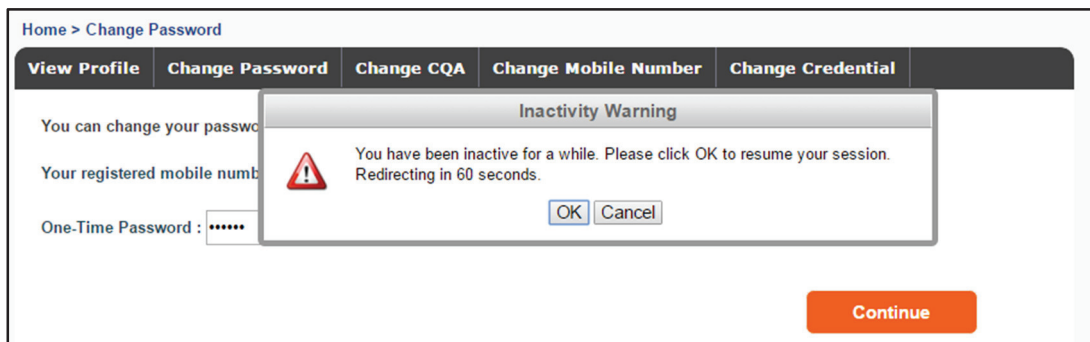 Home > Change Password
View Profile Change Password Change CQA Change Mobile Number Change Credential
Inactivity Warning
You can change your
You have been inactive for a while. Please click OK to resume your session.
Redirecting in 60 seconds.
Your registered mobile
OK Cancel
One-Time Password : ••••••
Continue